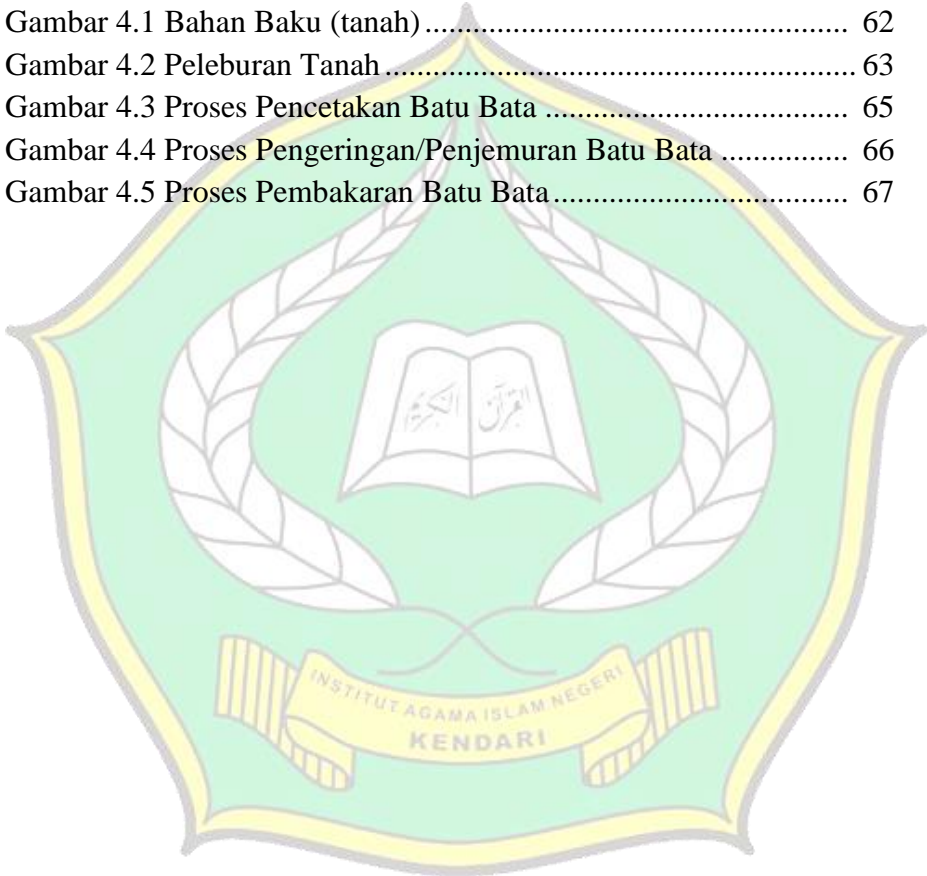 Gambar 4.1 Bahan Baku (tanah) ..................................................... 62
Gambar 4.2 Peleburan Tanah ........................................................... 63
Gambar 4.3 Proses Pencetakan Batu Bata ...................................... 65
Gambar 4.4 Proses Pengeringan/Penjemuran Batu Bata ................ 66
Gambar 4.5 Proses Pembakaran Batu Bata ..................................... 67
القرآن الكريم
INSTITUT AGAMA ISLAM NEGERI
KENDARI